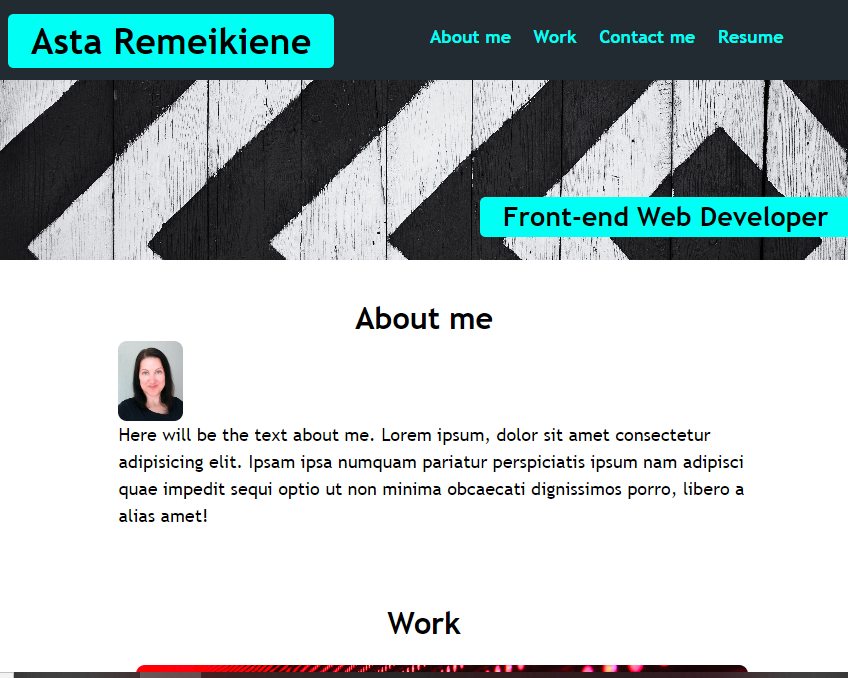 Asta Remeikiene
About me Work Contact me Resume
Front-end Web Developer
About me
Here will be the text about me. Lorem ipsum, dolor sit amet consectetur
adipisicing elit. Ipsam ipsa numquam pariatur perspiciatis ipsum nam adipisci
quae impedit sequi optio ut non minima obcaecati dignissimos porro, libero a
alias amet!
Work